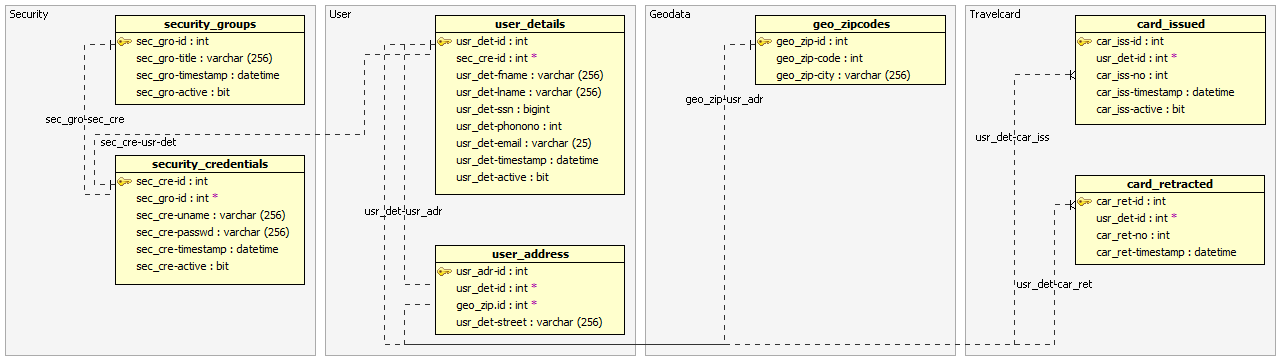 Security
security_groups
sec_gro-id : int
sec_gro-title : varchar (256)
sec_gro-timestamp : datetime
sec_gro-active : bit
sec_gro-sec_cre
sec_cre-usr-det
security_credentials
sec_cre-id : int
sec_gro-id : int *
sec_cre-uname : varchar (256)
sec_cre-passwd : varchar (256)
sec_cre-timestamp : datetime
sec_cre-active : bit
User
user_details
usr_det-id : int
sec_cre-id : int *
usr_det-fname : varchar (256)
usr_det-lname : varchar (256)
usr_det-ssn : bigint
usr_det-phonono : int
usr_det-email : varchar (25)
usr_det-timestamp : datetime
usr_det-active : bit
usr_det-usr_adr
user_address
usr_adr-id : int
usr_det-id : int *
geo_zip.id : int *
usr_det-street : varchar (256)
Geodata
geo_zipcodes
geo_zip-id : int
geo_zip-code : int
geo_zip-city : varchar (256)
geo_zip-usr_adr
Travelcard
card_issued
car_iss-id : int
usr_det-id : int *
car_iss-no : int
car_iss-timestamp : datetime
car_iss-active : bit
usr_det-car_iss
card_retracted
car_ret-id : int
usr_det-id : int *
car_ret-no : int
car_ret-timestamp : datetime
usr_det-car_ret